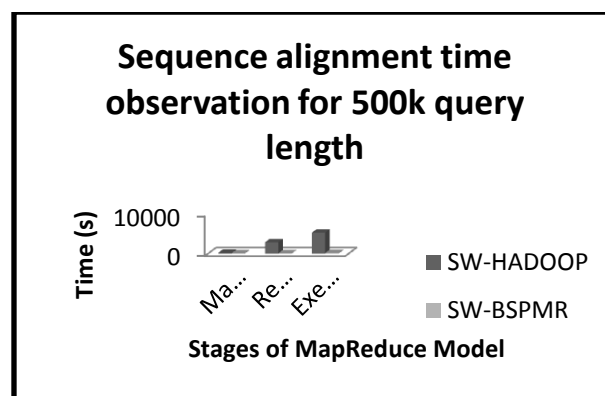 Sequence alignment time
observation for 500k query
length
10000
0
Time (s)
Ma...
Re...
Exe...
SW-HADOOP
SW-BSPMR
Stages of MapReduce Model